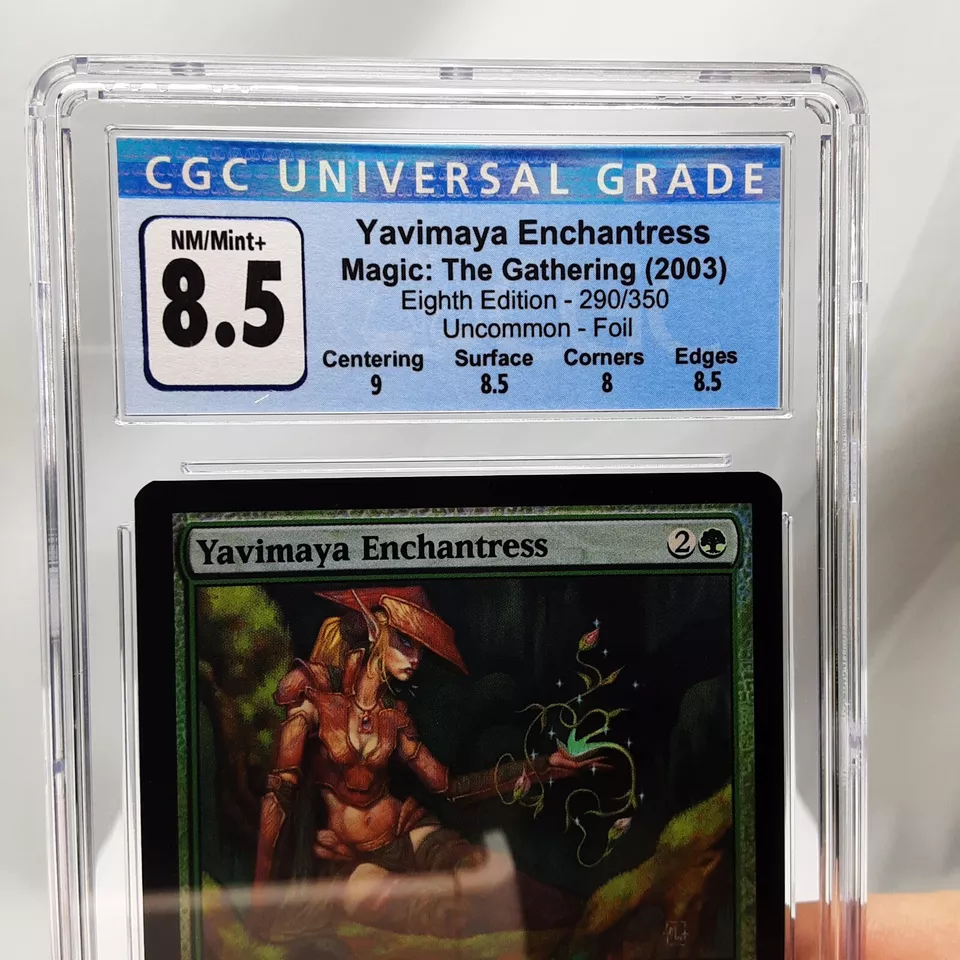 CGC UNIVERSAL GRADE
NM/Mint+
8.5
Yavimaya Enchantress
Magic: The Gathering (2003)
Eighth Edition - 290/350
Uncommon - Foil
Centering Surface Corners Edges
9 8.5 8 8.5
Yavimaya Enchantress 2